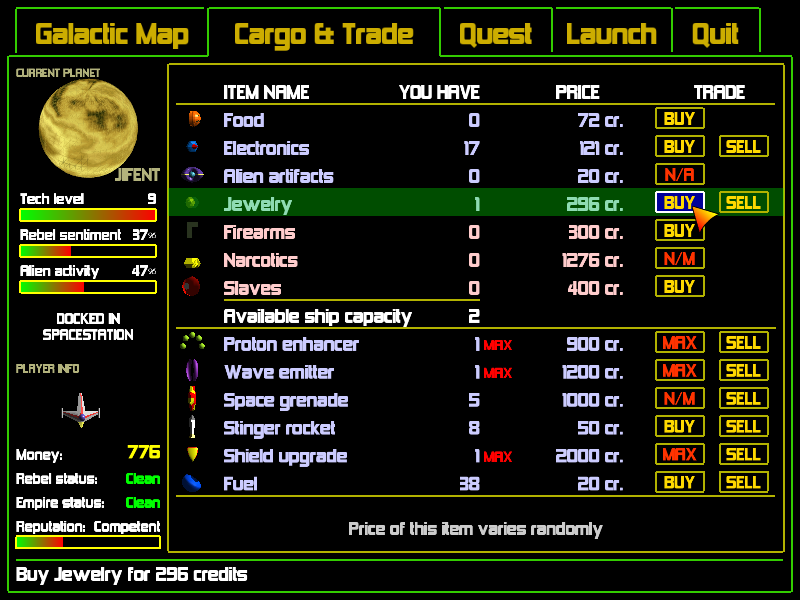 Galactic Map Cargo & Trade Quest Launch Quit
CURRENT PLANET
JIFENT
Tech level 9
Rebel sentiment 37%
Alien activity 47%
DOCKED IN
SPACESTATION
PLAYER INFO
Money: 776
Rebel status: Clean
Empire status: Clean
Reputation: Competent
ITEM NAME YOU HAVE PRICE TRADE
Food 0 72 cr. BUY
Electronics 17 121 cr. BUY SELL
Alien artifacts 0 20 cr. N/A
Jewelry 1 296 cr. BUY SELL
Firearms 0 300 cr. BUY
Narcotics 0 1276 cr. N/M
Slaves 0 400 cr. BUY
Available ship capacity 2
Proton enhancer 1 MAX 900 cr. MAX SELL
Wave emitter 1 MAX 1200 cr. MAX SELL
Space grenade 5 1000 cr. N/M SELL
Stinger rocket 8 50 cr. BUY SELL
Shield upgrade 1 MAX 2000 cr. MAX SELL
Fuel 38 20 cr. BUY SELL
Price of this item varies randomly
Buy Jewelry for 296 credits